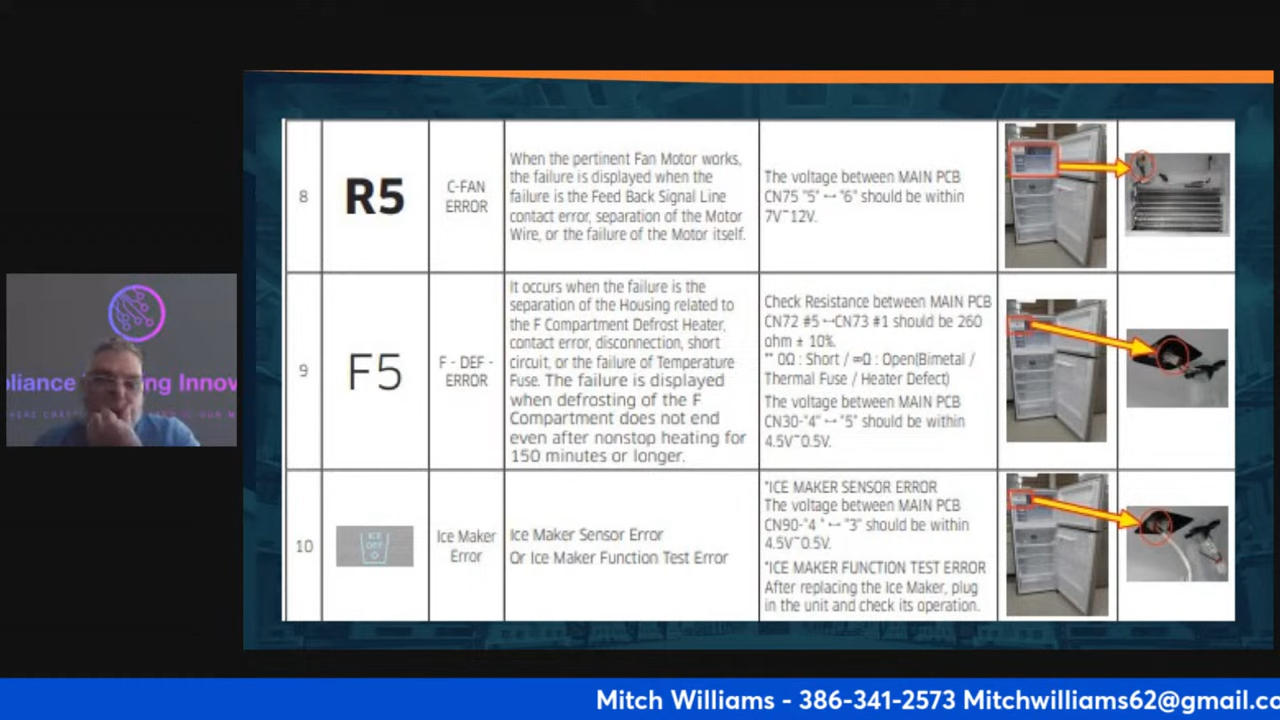 8
R5
C-FAN
ERROR
When the pertinent Fan Motor works,
the failure is displayed when the
failure is the Feed Back Signal Line
contact error, separation of the Motor
Wire, or the failure of the Motor itself.
The voltage between MAIN PCB
CN75 "5" ↔ "6" should be within
7V~12V.
9
F5
F - DEF -
ERROR
It occurs when the failure is the
separation of the Housing related to
the F Compartment Defrost Heater,
contact error, disconnection, short
circuit, or the failure of Temperature
Fuse. The failure is displayed
when defrosting of the F
Compartment does not end
even after nonstop heating for
150 minutes or longer.
Check Resistance between MAIN PCB
CN72 #5 ↔CN73 #1 should be 260
ohm ± 10%.
** 0Ω : Short / ∞Ω : Open(Bimetal /
Thermal Fuse / Heater Defect)
The voltage between MAIN PCB
CN30-"4" ↔ "5" should be within
4.5V~0.5V.
10
ICE
OFF
Ice Maker
Error
Ice Maker Sensor Error
Or Ice Maker Function Test Error
*ICE MAKER SENSOR ERROR
The voltage between MAIN PCB
CN90-"4 " ↔ "3" should be within
4.5V~0.5V.
*ICE MAKER FUNCTION TEST ERROR
After replacing the Ice Maker, plug
in the unit and check its operation.
pliance
ng Innov
Mitch Williams - 386-341-2573 Mitchwilliams62@gmail.co